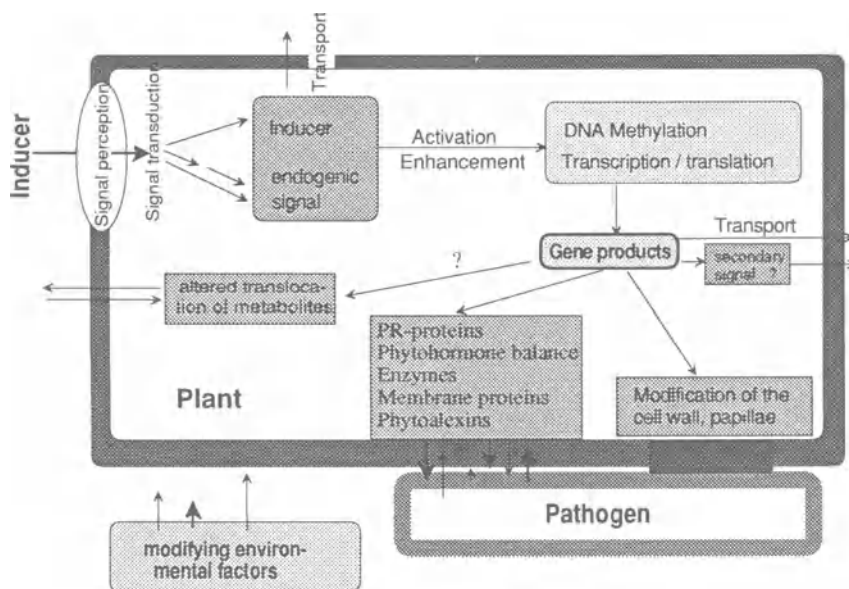 Transport
Inducer
Signal perception
Signal transduction
Inducer
endogenic
signal
Activation
Enhancement
DNA Methylation
Transcription / translation
Transport
Gene products
secondary
signal ?
?
altered transloca-
tion of metabolites
PR-proteins
Phytohormone balance
Enzymes
Membrane proteins
Phytoalexins
Modification of the
cell wall, papillae
Plant
Pathogen
modifying environ-
mental factors